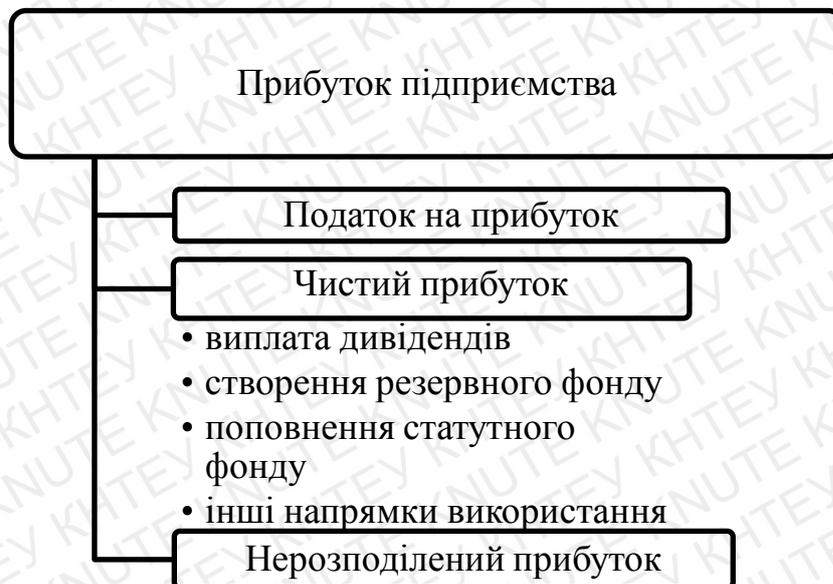 Прибуток підприємства
Податок на прибуток
Чистий прибуток
• виплата дивідендів
• створення резервного фонду
• поповнення статутного
фонду
• інші напрямки використання
Нерозподілений прибуток